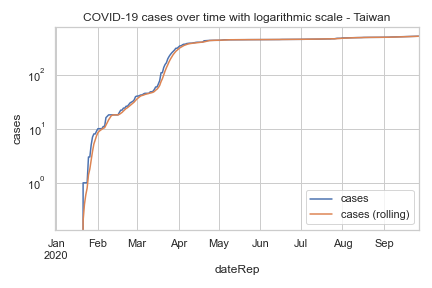 COVID-19 cases over time with logarithmic scale - Taiwan
cases
10²
10¹
10⁰
cases
cases (rolling)
Jan Feb Mar Apr May Jun Jul Aug Sep
2020
dateRep